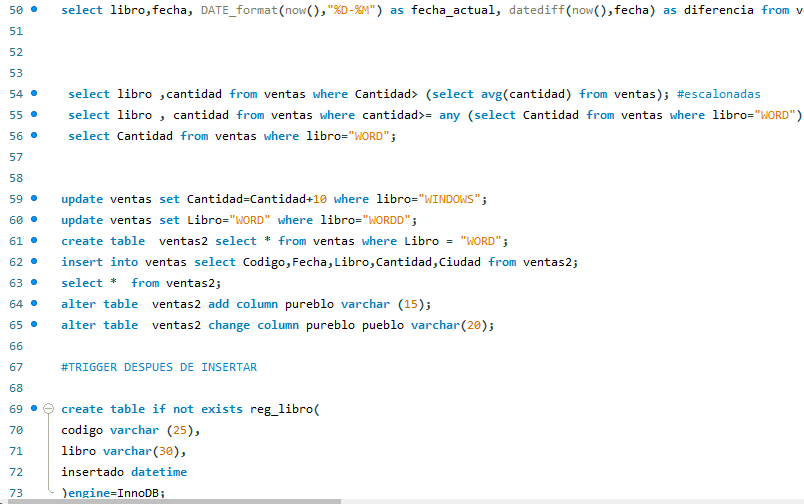 50 select libro,fecha, DATE_format(now(),"%D-%M") as fecha_actual, datediff(now(),fecha) as diferencia from v
51
52
53
54 select libro ,cantidad from ventas where Cantidad> (select avg(cantidad) from ventas); #escalonadas
55 select libro , cantidad from ventas where cantidad>= any (select Cantidad from ventas where libro="WORD")
56 select Cantidad from ventas where libro="WORD";
57
58
59 update ventas set Cantidad=Cantidad+10 where libro="WINDOWS";
60 update ventas set Libro="WORD" where libro="WORDD";
61 create table  ventas2 select * from ventas where Libro = "WORD";
62 insert into ventas select Codigo,Fecha,Libro,Cantidad,Ciudad from ventas2;
63 select *  from ventas2;
64 alter table  ventas2 add column pureblo varchar (15);
65 alter table  ventas2 change column pureblo pueblo varchar(20);
66
67 #TRIGGER DESPUES DE INSERTAR
68
69 create table if not exists reg_libro(
70 codigo varchar (25),
71 libro varchar(30),
72 insertado datetime
73 )engine=InnoDB;